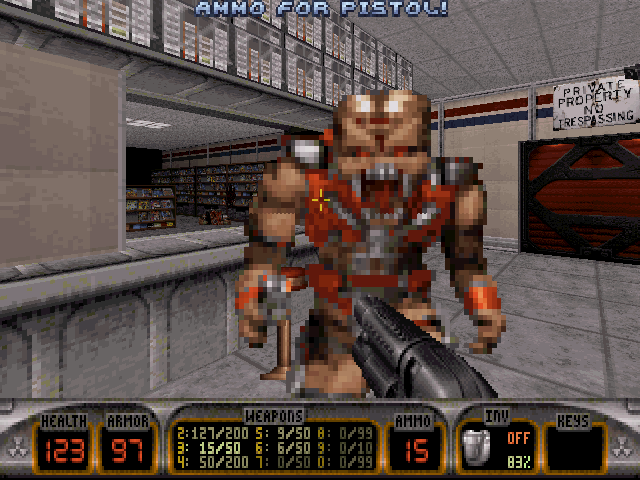 AMMO FOR PISTOL!
PRIVATE
PROPERTY
NO
TRESPASSING
HEALTH
123
ARMOR
97
WEAPONS
2:127/200 5: 9/50 8: 0/99
3: 15/50 6: 6/50 9: 0/10
4: 50/200 7: 0/50 0: 0/99
AMMO
15
INV
OFF
83%
KEYS